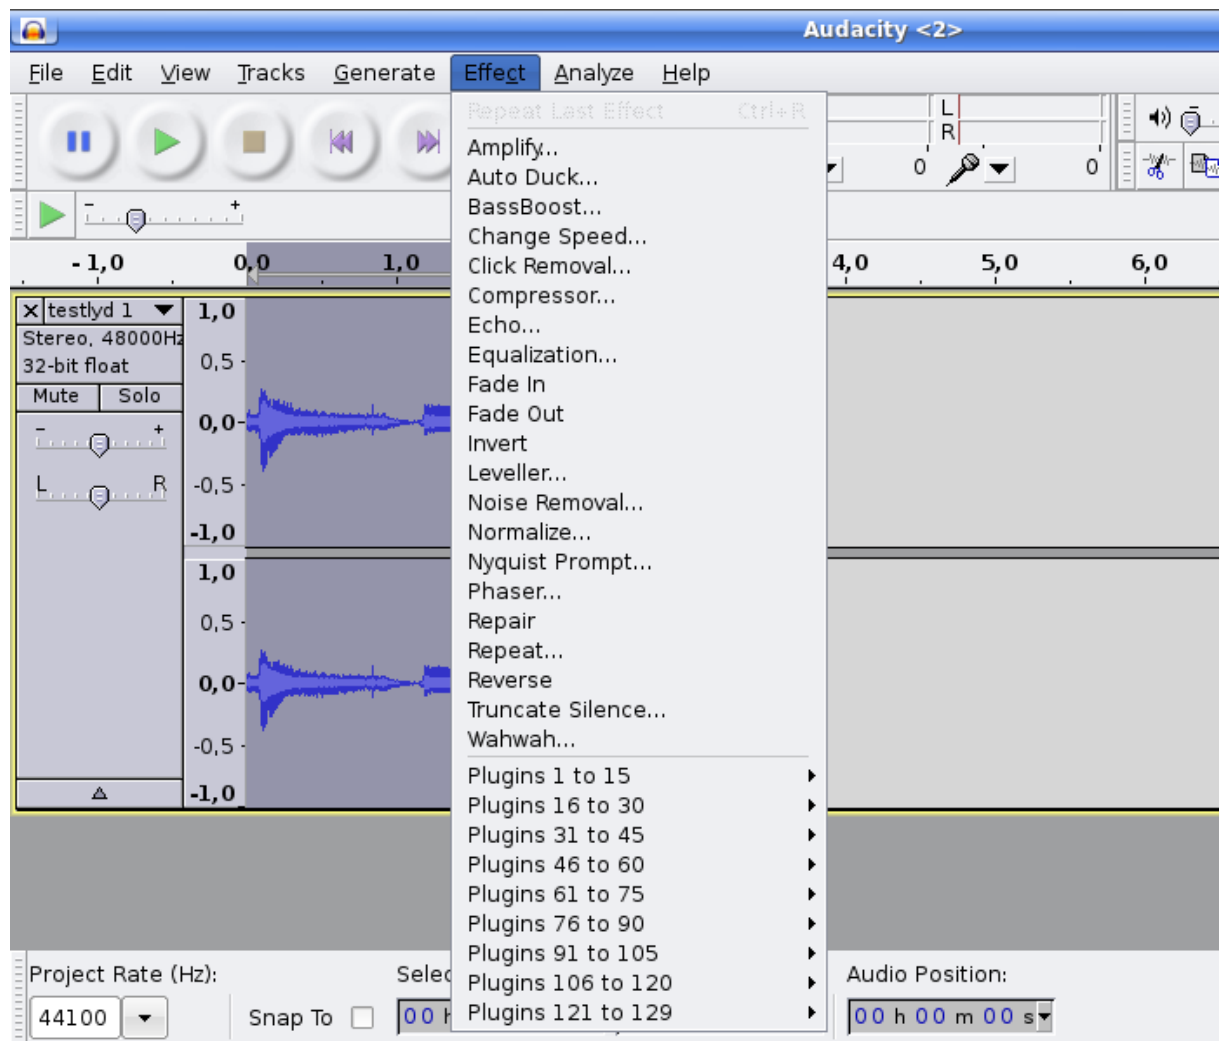 Audacity <2>
File Edit View Tracks Generate Effect Analyze Help
Repeat Last Effect Ctrl+R
Amplify...
Auto Duck...
BassBoost...
Change Speed...
Click Removal...
Compressor...
Echo...
Equalization...
Fade In
Fade Out
Invert
Leveller...
Noise Removal...
Normalize...
Nyquist Prompt...
Phaser...
Repair
Repeat...
Reverse
Truncate Silence...
Wahwah...
Plugins 1 to 15
Plugins 16 to 30
Plugins 31 to 45
Plugins 46 to 60
Plugins 61 to 75
Plugins 76 to 90
Plugins 91 to 105
Plugins 106 to 120
Plugins 121 to 129
L
R
0 0
- +
-1,0 0,0 1,0 4,0 5,0 6,0
testlyd 1
Stereo, 48000Hz
32-bit float
Mute Solo
- +
L R
1,0
0,5
0,0
-0,5
-1,0
1,0
0,5
0,0
-0,5
-1,0
Project Rate (Hz):
44100
Snap To
Selec
00 h
Audio Position:
00 h 00 m 00 s